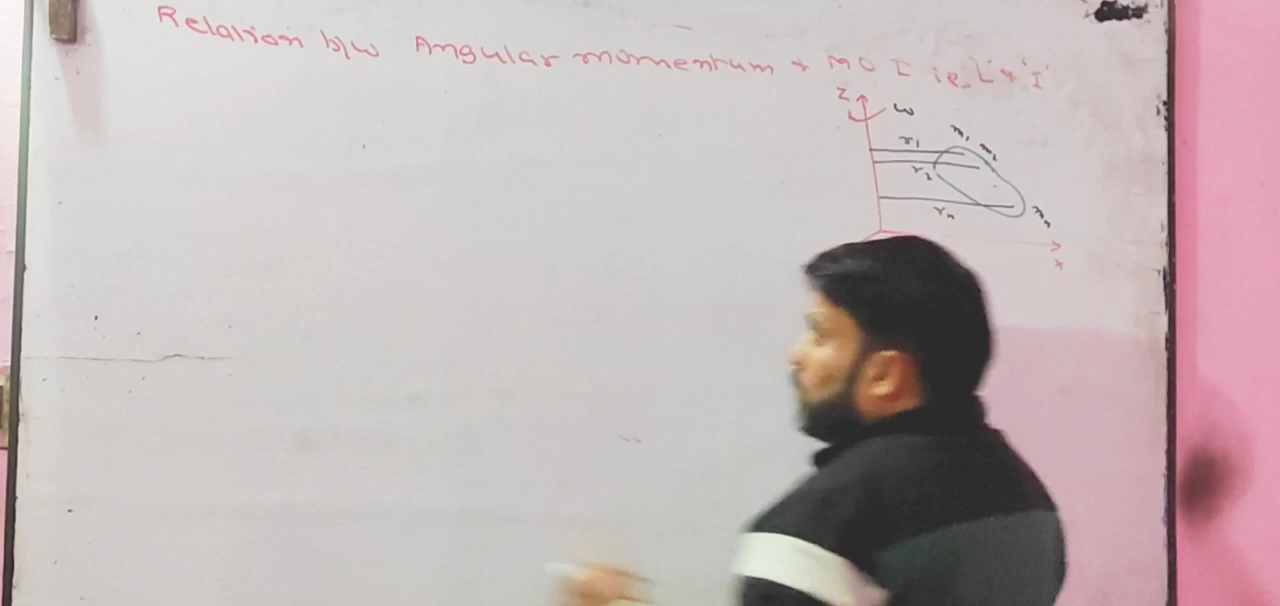 Relation b/w Angular momentum & MOI ie. 'L' & 'I'
z
ω
r1
m1
m2
r2
rn
mn
x